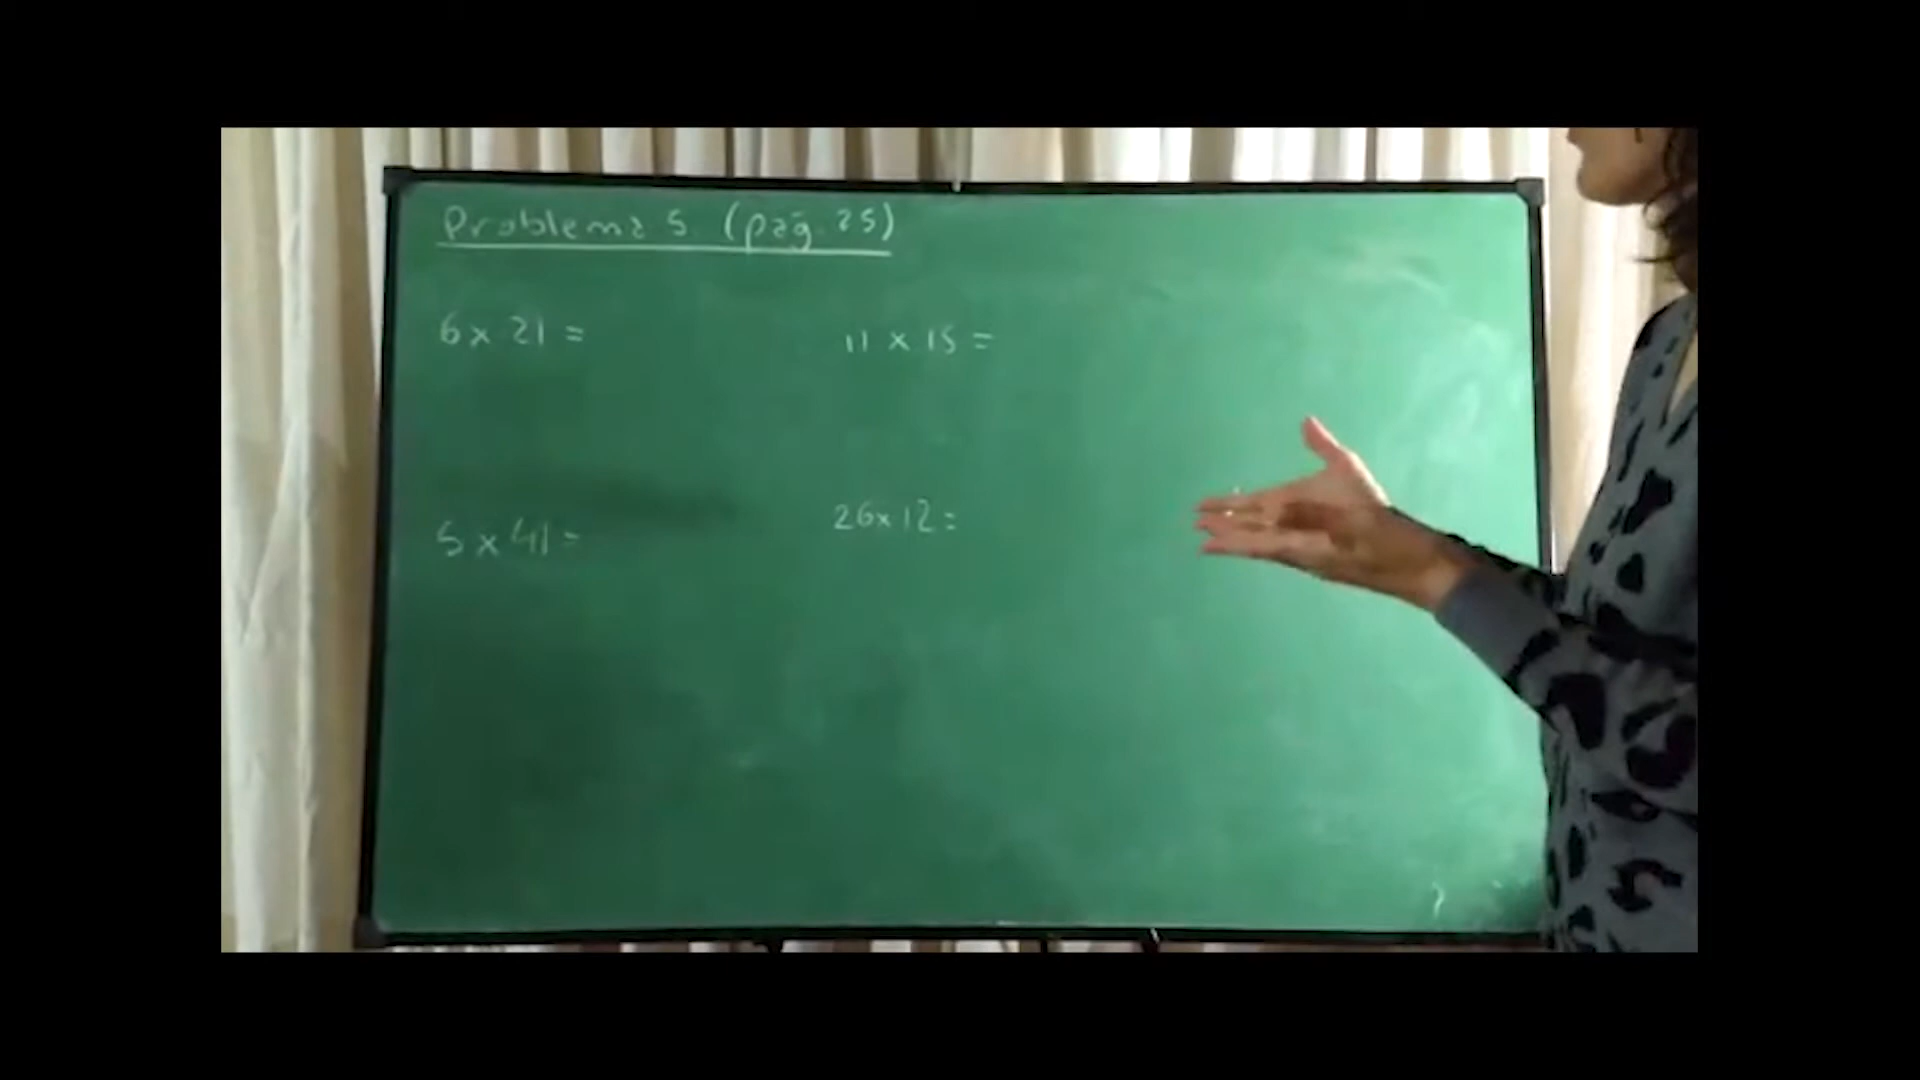 Problema 5 (pág. 25)
6 x 21 =
11 x 15 =
5 x 41 =
26 x 12 =